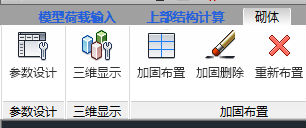 模型荷载输入 上部结构计算 砌体
参数设计 三维显示 加固布置 加固删除 重新布置
参数设计 三维显示 加固布置